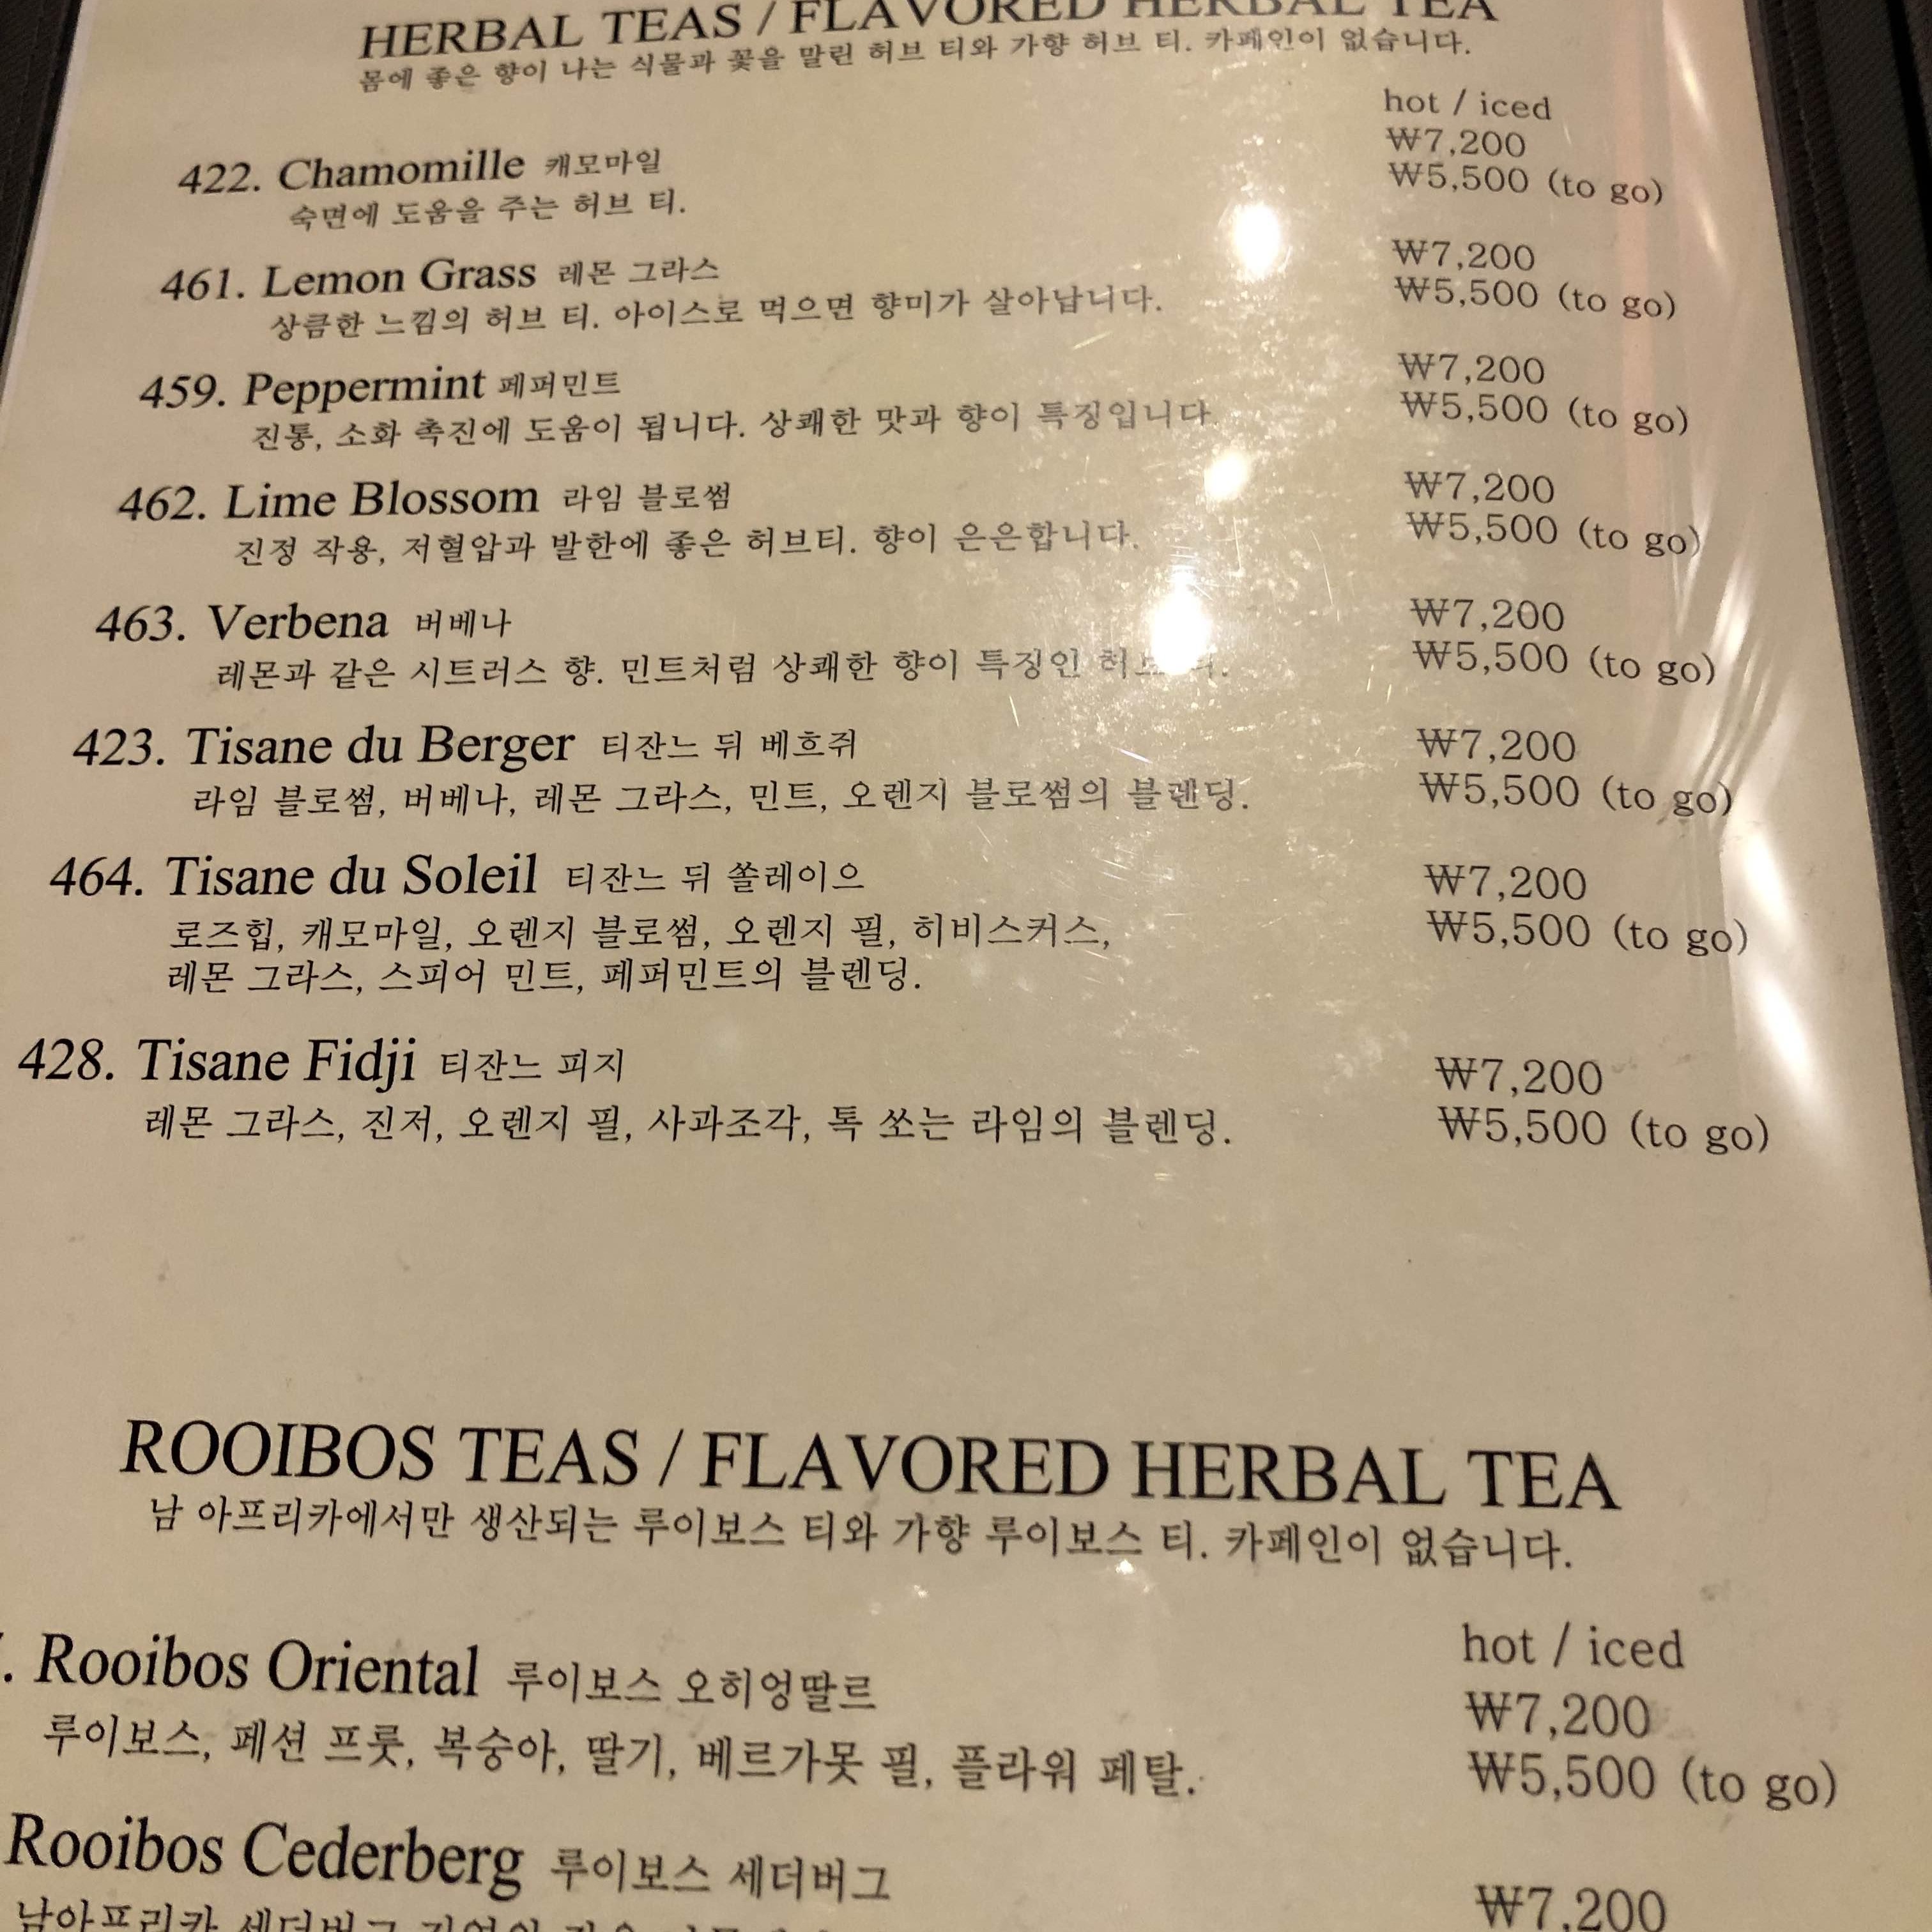 HERBAL TEAS / FLAVORED HERBAL TEA
몸에 좋은 향이 나는 식물과 꽃을 말린 허브 티와 가향 허브 티. 카페인이 없습니다.
hot / iced
422. Chamomille 캐모마일 ₩7,200
숙면에 도움을 주는 허브 티. ₩5,500 (to go)
461. Lemon Grass 레몬 그라스 ₩7,200
상큼한 느낌의 허브 티. 아이스로 먹으면 향미가 살아납니다. ₩5,500 (to go)
459. Peppermint 페퍼민트 ₩7,200
진통, 소화 촉진에 도움이 됩니다. 상쾌한 맛과 향이 특징입니다. ₩5,500 (to go)
462. Lime Blossom 라임 블로썸 ₩7,200
진정 작용, 저혈압과 발한에 좋은 허브티. 향이 은은합니다. ₩5,500 (to go)
463. Verbena 버베나 ₩7,200
레몬과 같은 시트러스 향. 민트처럼 상쾌한 향이 특징인 ₩5,500 (to go)
423. Tisane du Berger 티잔느 뒤 베흐쥐 ₩7,200
라임 블로썸, 버베나, 레몬 그라스, 민트, 오렌지 블로썸의 블렌딩. ₩5,500 (to go)
464. Tisane du Soleil 티잔느 뒤 쏠레이으 ₩7,200
로즈힙, 캐모마일, 오렌지 블로썸, 오렌지 필, 히비스커스, ₩5,500 (to go)
레몬 그라스, 스피어 민트, 페퍼민트의 블렌딩.
428. Tisane Fidji 티잔느 피지 ₩7,200
레몬 그라스, 진저, 오렌지 필, 사과조각, 톡 쏘는 라임의 블렌딩. ₩5,500 (to go)
ROOIBOS TEAS / FLAVORED HERBAL TEA
남 아프리카에서만 생산되는 루이보스 티와 가향 루이보스 티. 카페인이 없습니다.
hot / iced
. Rooibos Oriental 루이보스 오히엉딸르 ₩7,200
루이보스, 페션 프룻, 복숭아, 딸기, 베르가못 필, 플라워 페탈. ₩5,500 (to go)
Rooibos Cederberg 루이보스 세더버그 ₩7,200
남아프리카 세더버그